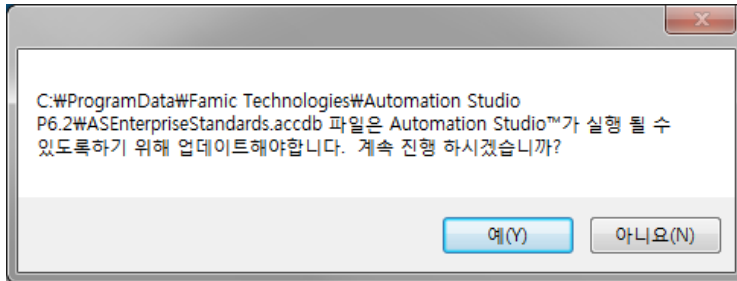 C:₩ProgramData₩Famic Technologies₩Automation Studio
P6.2₩ASEnterpriseStandards.accdb 파일은 Automation Studio™가 실행 될 수
있도록하기 위해 업데이트해야합니다.  계속 진행 하시겠습니까?
예(Y)
아니요(N)